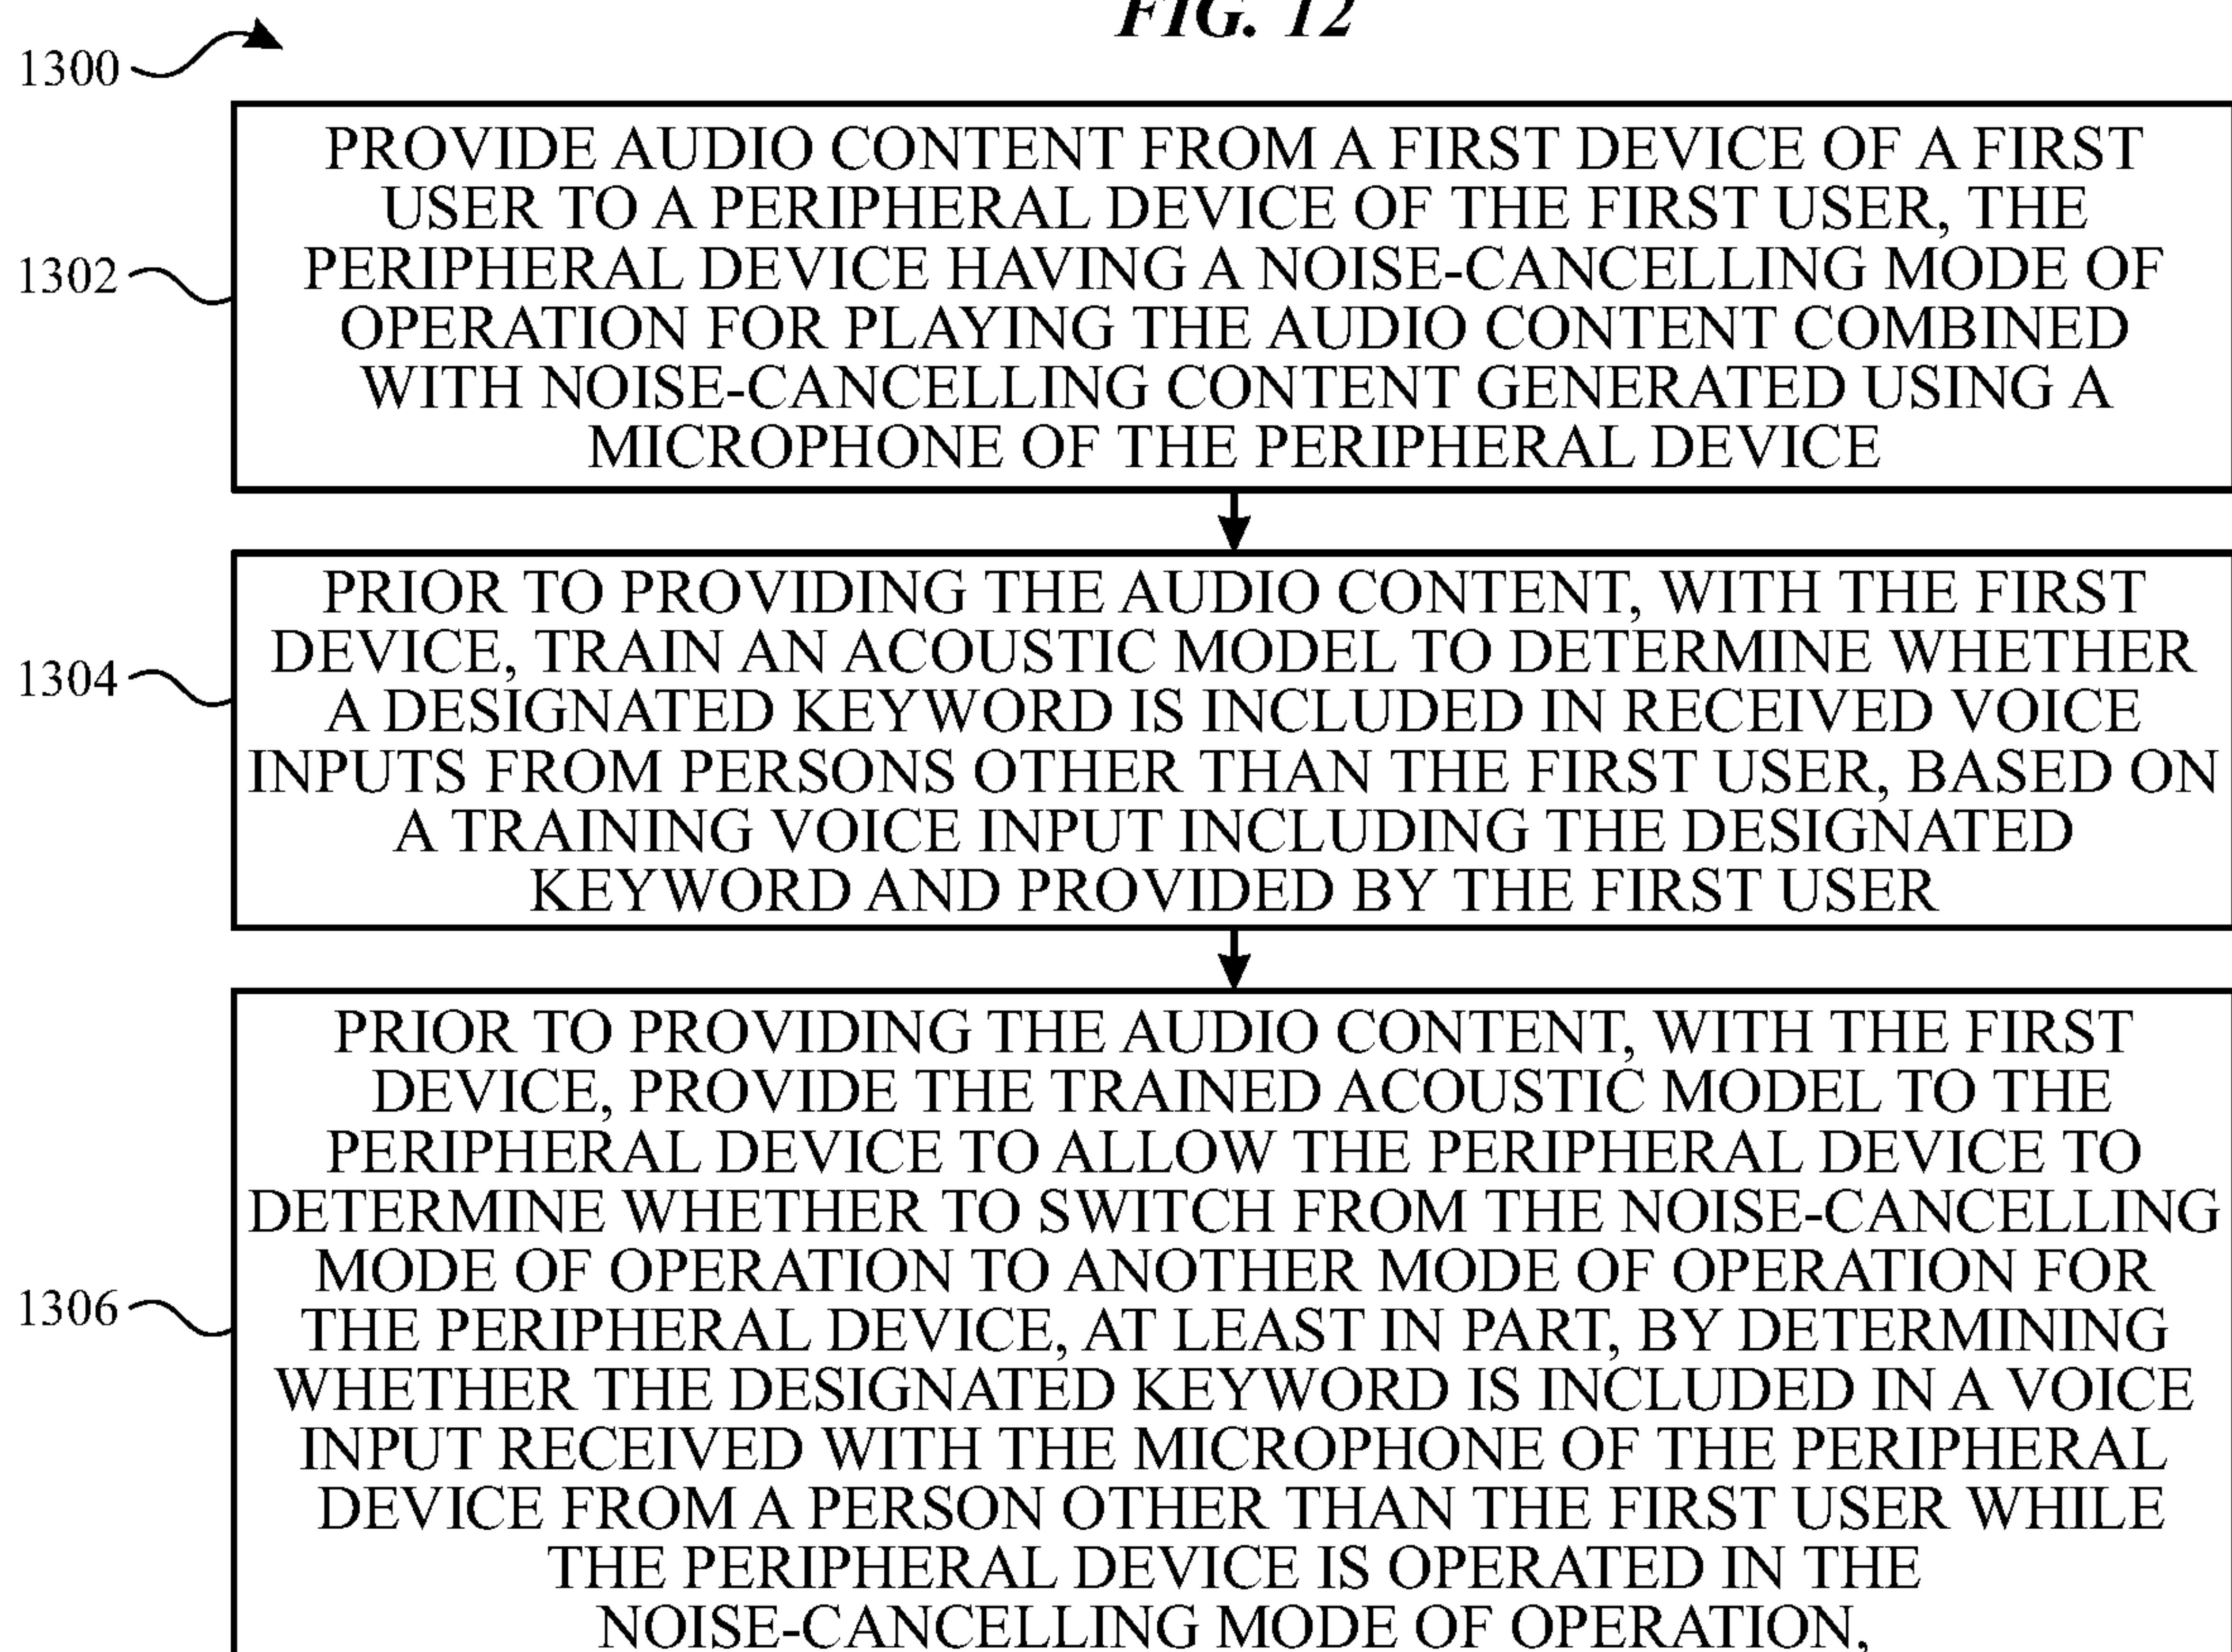 FIG. 12
1300
PROVIDE AUDIO CONTENT FROM A FIRST DEVICE OF A FIRST
USER TO A PERIPHERAL DEVICE OF THE FIRST USER, THE
1302
PERIPHERAL DEVICE HAVING A NOISE-CANCELLING MODE OF
OPERATION FOR PLAYING THE AUDIO CONTENT COMBINED
WITH NOISE-CANCELLING CONTENT GENERATED USING A
MICROPHONE OF THE PERIPHERAL DEVICE
PRIOR TO PROVIDING THE AUDIO CONTENT, WITH THE FIRST
DEVICE, TRAIN AN ACOUSTIC MODEL TO DETERMINE WHETHER
1304
A DESIGNATED KEYWORD IS INCLUDED IN RECEIVED VOICE
INPUTS FROM PERSONS OTHER THAN THE FIRST USER, BASED ON
A TRAINING VOICE INPUT INCLUDING THE DESIGNATED
KEYWORD AND PROVIDED BY THE FIRST USER
PRIOR TO PROVIDING THE AUDIO CONTENT, WITH THE FIRST
DEVICE, PROVIDE THE TRAINED ACOUSTIC MODEL TO THE
PERIPHERAL DEVICE TO ALLOW THE PERIPHERAL DEVICE TO
DETERMINE WHETHER TO SWITCH FROM THE NOISE-CANCELLING
MODE OF OPERATION TO ANOTHER MODE OF OPERATION FOR
1306
THE PERIPHERAL DEVICE, AT LEAST IN PART, BY DETERMINING
WHETHER THE DESIGNATED KEYWORD IS INCLUDED IN A VOICE
INPUT RECEIVED WITH THE MICROPHONE OF THE PERIPHERAL
DEVICE FROM A PERSON OTHER THAN THE FIRST USER WHILE
THE PERIPHERAL DEVICE IS OPERATED IN THE
NOISE-CANCELLING MODE OF OPERATION,